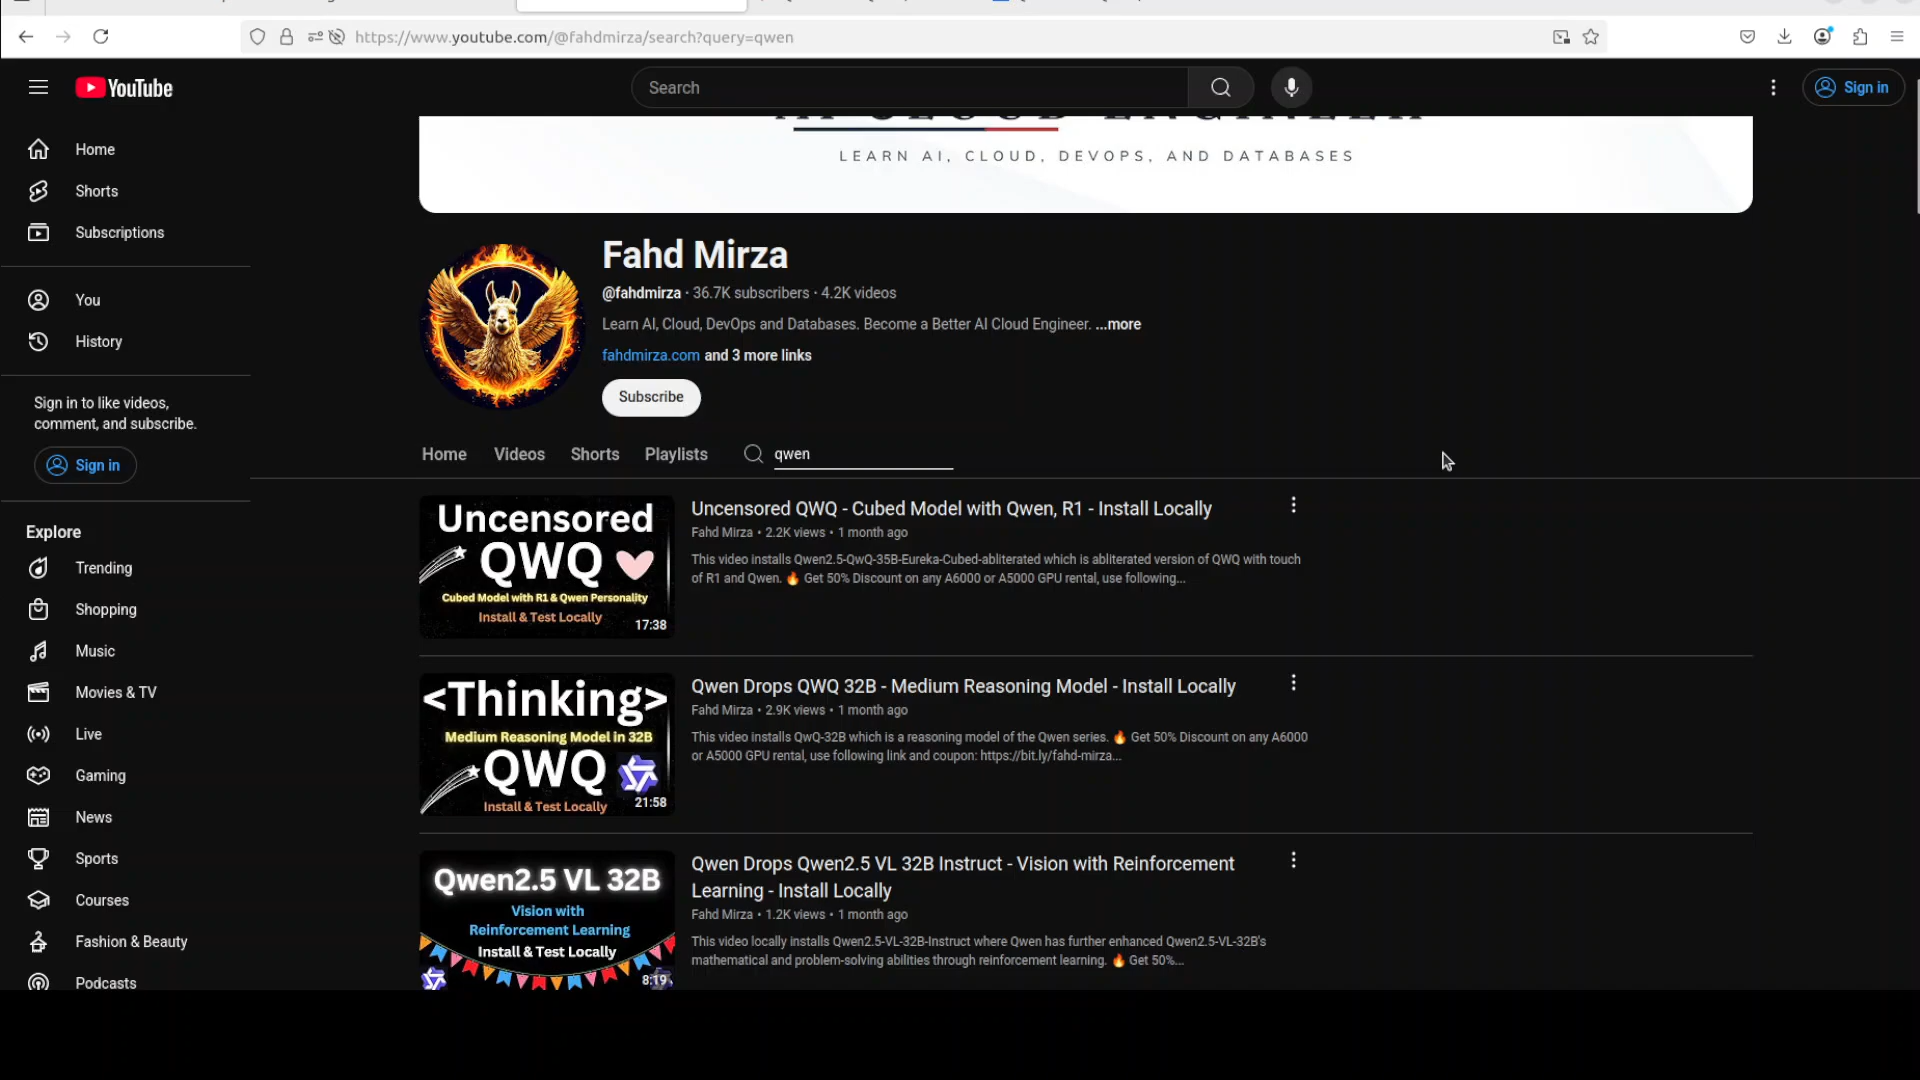 https://www.youtube.com/@fahdmirza/search?query=qwen
YouTube
Search
Sign in
Home
Shorts
Subscriptions
You
History
Sign in to like videos,
comment, and subscribe.
Sign in
Explore
Trending
Shopping
Music
Movies & TV
Live
Gaming
News
Sports
Courses
Fashion & Beauty
Podcasts
AI CLOUD ENGINEER
LEARN AI, CLOUD, DEVOPS, AND DATABASES
Fahd Mirza
@fahdmirza · 36.7K subscribers · 4.2K videos
Learn AI, Cloud, DevOps and Databases. Become a Better AI Cloud Engineer. ...more
fahdmirza.com and 3 more links
Subscribe
Home Videos Shorts Playlists qwen
Uncensored
QWQ
Cubed Model with R1 & Qwen Personality
Install & Test Locally
17:38
Uncensored QWQ - Cubed Model with Qwen, R1 - Install Locally
Fahd Mirza • 2.2K views • 1 month ago
This video installs Qwen2.5-QwQ-35B-Eureka-Cubed-abliterated which is abliterated version of QWQ with touch
of R1 and Qwen. 🔥 Get 50% Discount on any A6000 or A5000 GPU rental, use following...
<Thinking>
Medium Reasoning Model in 32B
QWQ
Install & Test Locally
21:58
Qwen Drops QWQ 32B - Medium Reasoning Model - Install Locally
Fahd Mirza • 2.9K views • 1 month ago
This video installs QwQ-32B which is a reasoning model of the Qwen series. 🔥 Get 50% Discount on any A6000
or A5000 GPU rental, use following link and coupon: https://bit.ly/fahd-mirza...
Qwen2.5 VL 32B
Vision with
Reinforcement Learning
Install & Test Locally
8:19
Qwen Drops Qwen2.5 VL 32B Instruct - Vision with Reinforcement
Learning - Install Locally
Fahd Mirza • 1.2K views • 1 month ago
This video locally installs Qwen2.5-VL-32B-Instruct where Qwen has further enhanced Qwen2.5-VL-32B's
mathematical and problem-solving abilities through reinforcement learning. 🔥 Get 50%...